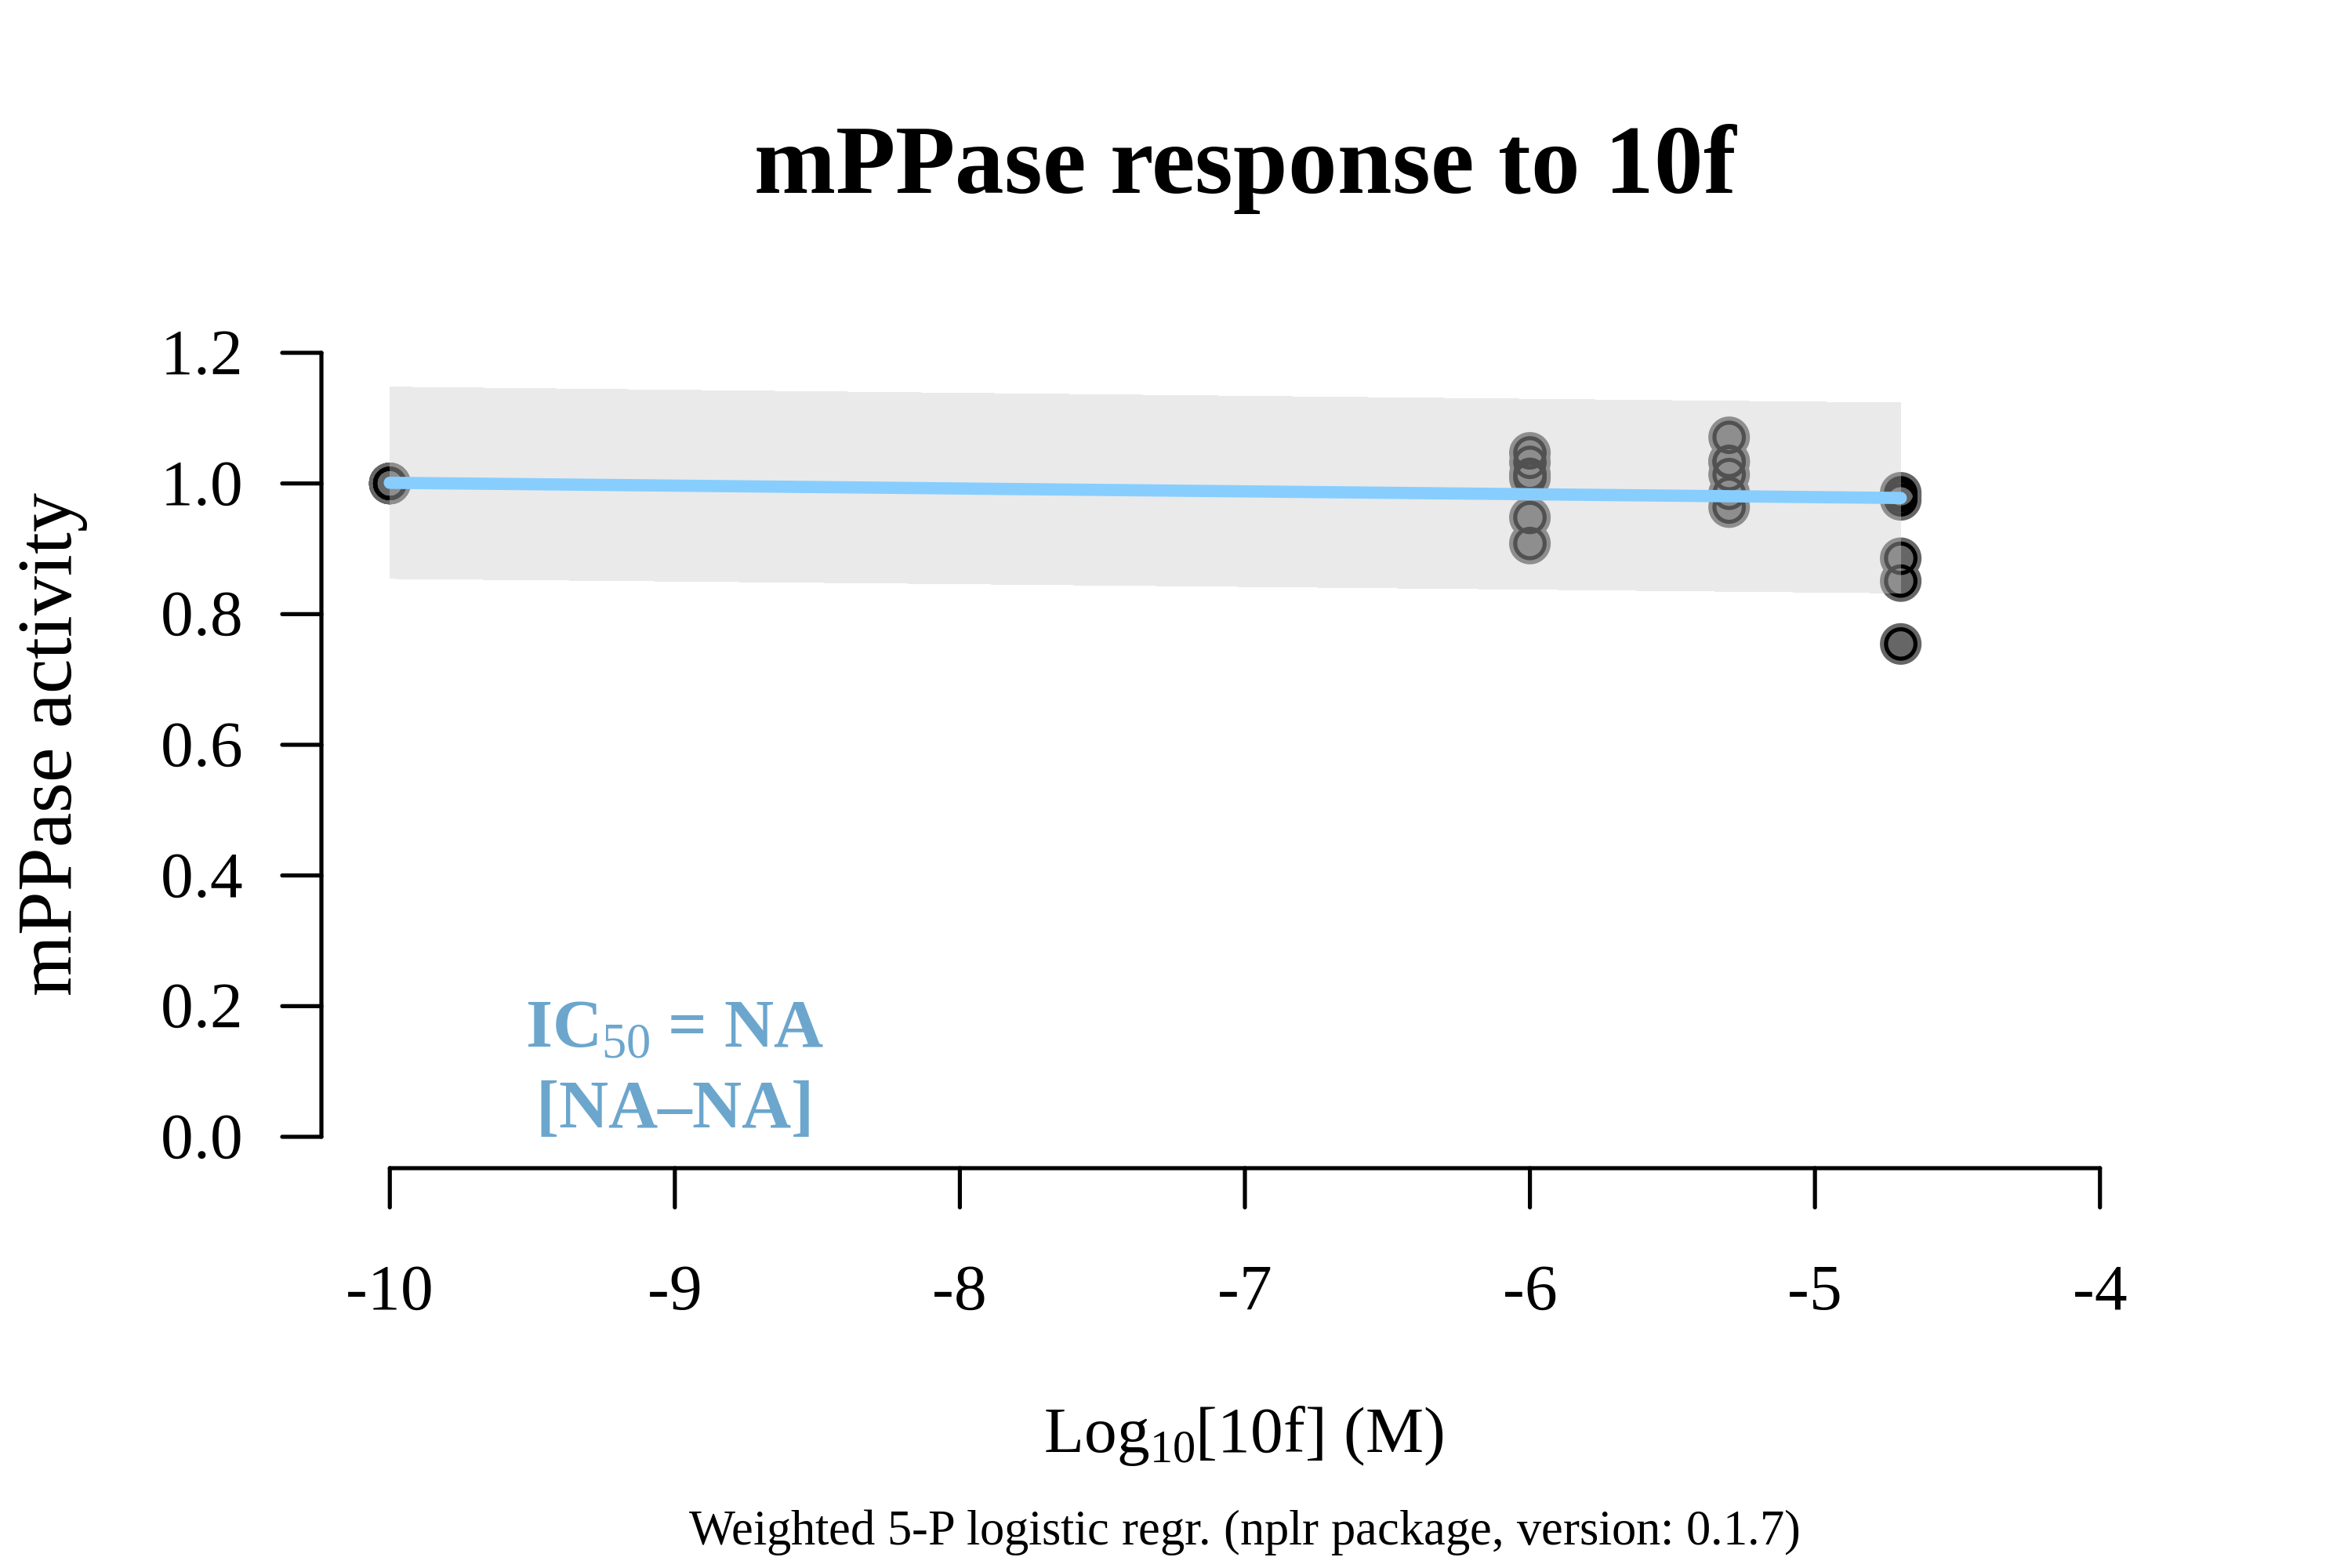 mPPase response to 10f
mPPase activity
1.2
1.0
0.8
0.6
0.4
0.2
0.0
IC50 = NA
[NA–NA]
-10 -9 -8 -7 -6 -5 -4
Log10[10f] (M)
Weighted 5-P logistic regr. (nplr package, version: 0.1.7)